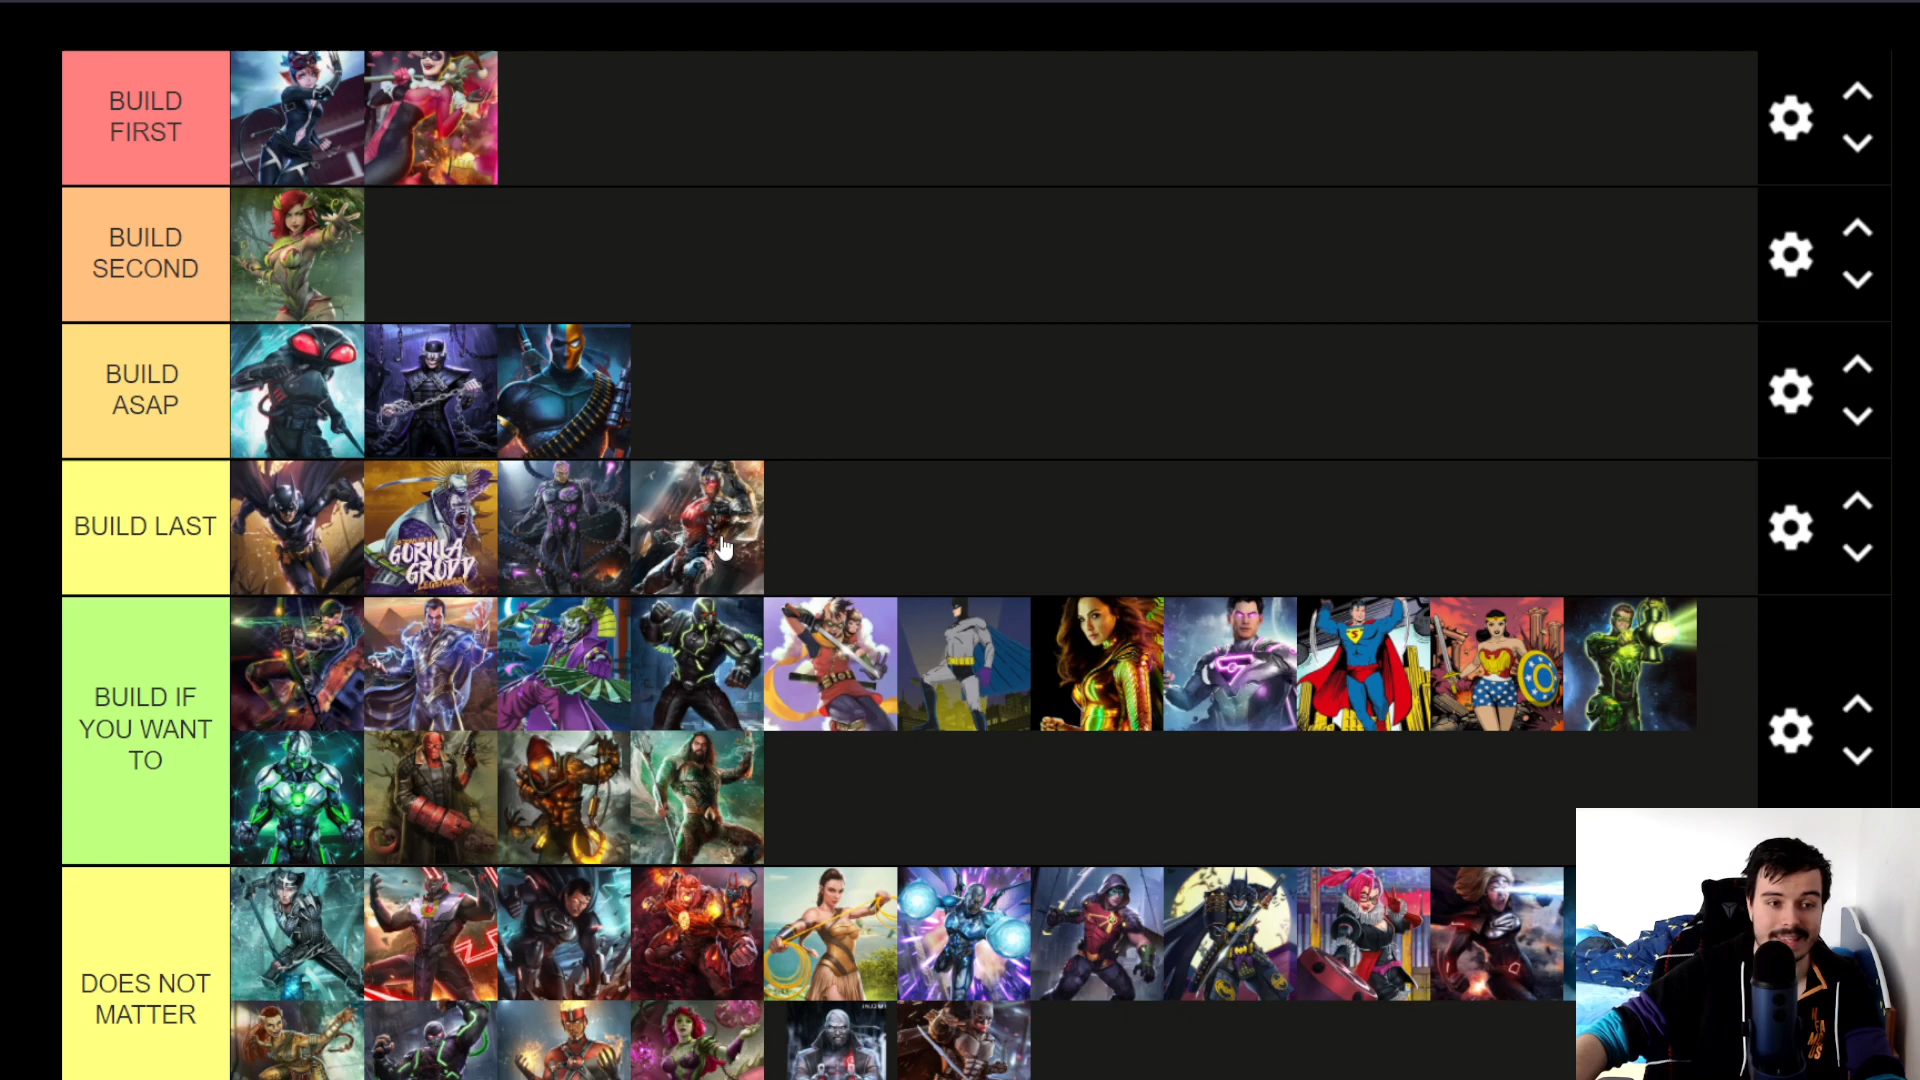 BUILD
FIRST
BUILD
SECOND
BUILD
ASAP
BUILD LAST
GORILLA
GRODD
BUILD IF
YOU WANT
TO
DOES NOT
MATTER